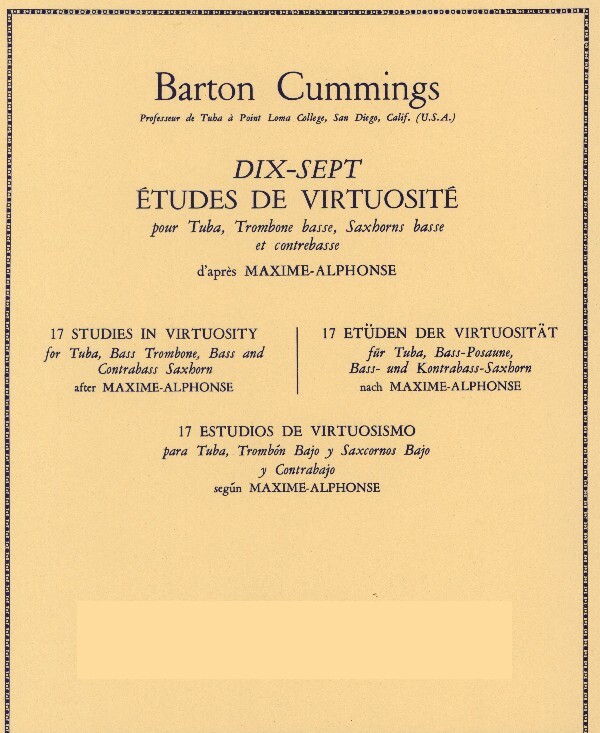 Barton Cummings
Professeur de Tuba à Point Loma College, San Diego, Calif. (U.S.A.)
DIX-SEPT
ÉTUDES DE VIRTUOSITÉ
pour Tuba, Trombone basse, Saxhorns basse
et contrebasse
d'après MAXIME-ALPHONSE
17 STUDIES IN VIRTUOSITY
for Tuba, Bass Trombone, Bass and
Contrabass Saxhorn
after MAXIME-ALPHONSE
17 ETÜDEN DER VIRTUOSITÄT
für Tuba, Bass-Posaune,
Bass- und Kontrabass-Saxhorn
nach MAXIME-ALPHONSE
17 ESTUDIOS DE VIRTUOSISMO
para Tuba, Trombón Bajo y Saxcornos Bajo
y Contrabajo
según MAXIME-ALPHONSE